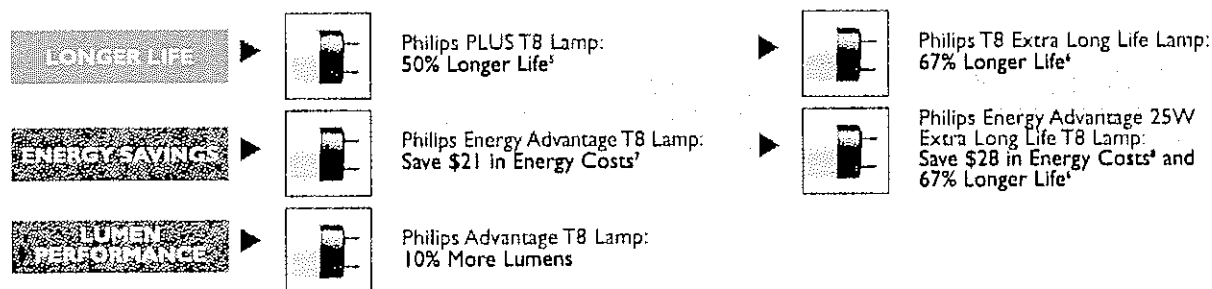 LONGER LIFE
Philips PLUS T8 Lamp:
50% Longer Life⁵
Philips T8 Extra Long Life Lamp:
67% Longer Life⁶
ENERGY SAVINGS
Philips Energy Advantage T8 Lamp:
Save $21 in Energy Costs⁷
Philips Energy Advantage 25W
Extra Long Life T8 Lamp:
Save $28 in Energy Costs⁸ and
67% Longer Life⁶
LUMEN
PERFORMANCE
Philips Advantage T8 Lamp:
10% More Lumens